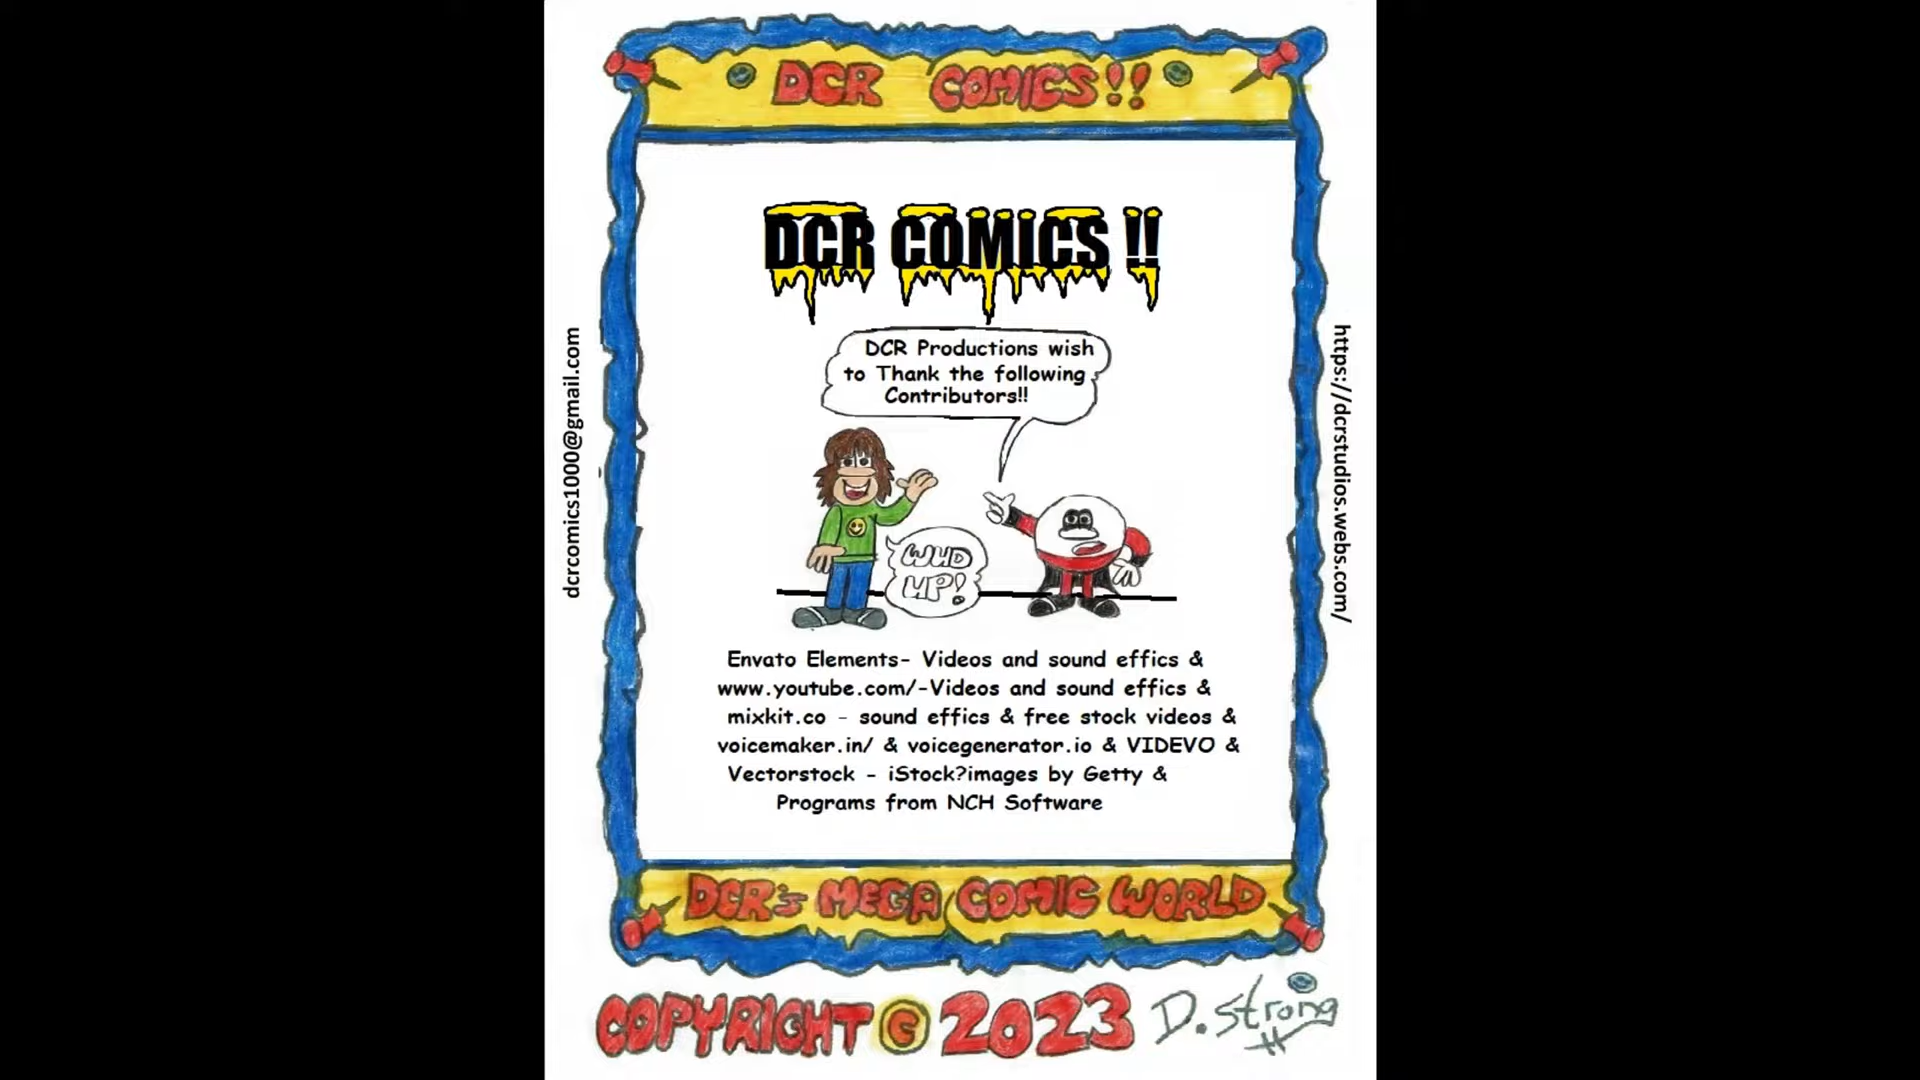 DCR COMICS!!
DCR COMICS !!
DCR Productions wish
to Thank the following
Contributors!!
WUD
UP!
Envato Elements- Videos and sound effics &
www.youtube.com/-Videos and sound effics &
mixkit.co - sound effics & free stock videos &
voicemaker.in/ & voicegenerator.io & VIDEVO &
Vectorstock - iStock?images by Getty &
Programs from NCH Software
dcrcomics1000@gmail.com
https://dcrstudios.webs.com/
DCR's MEGA COMIC WORLD
COPYRIGHT © 2023 D. Strong